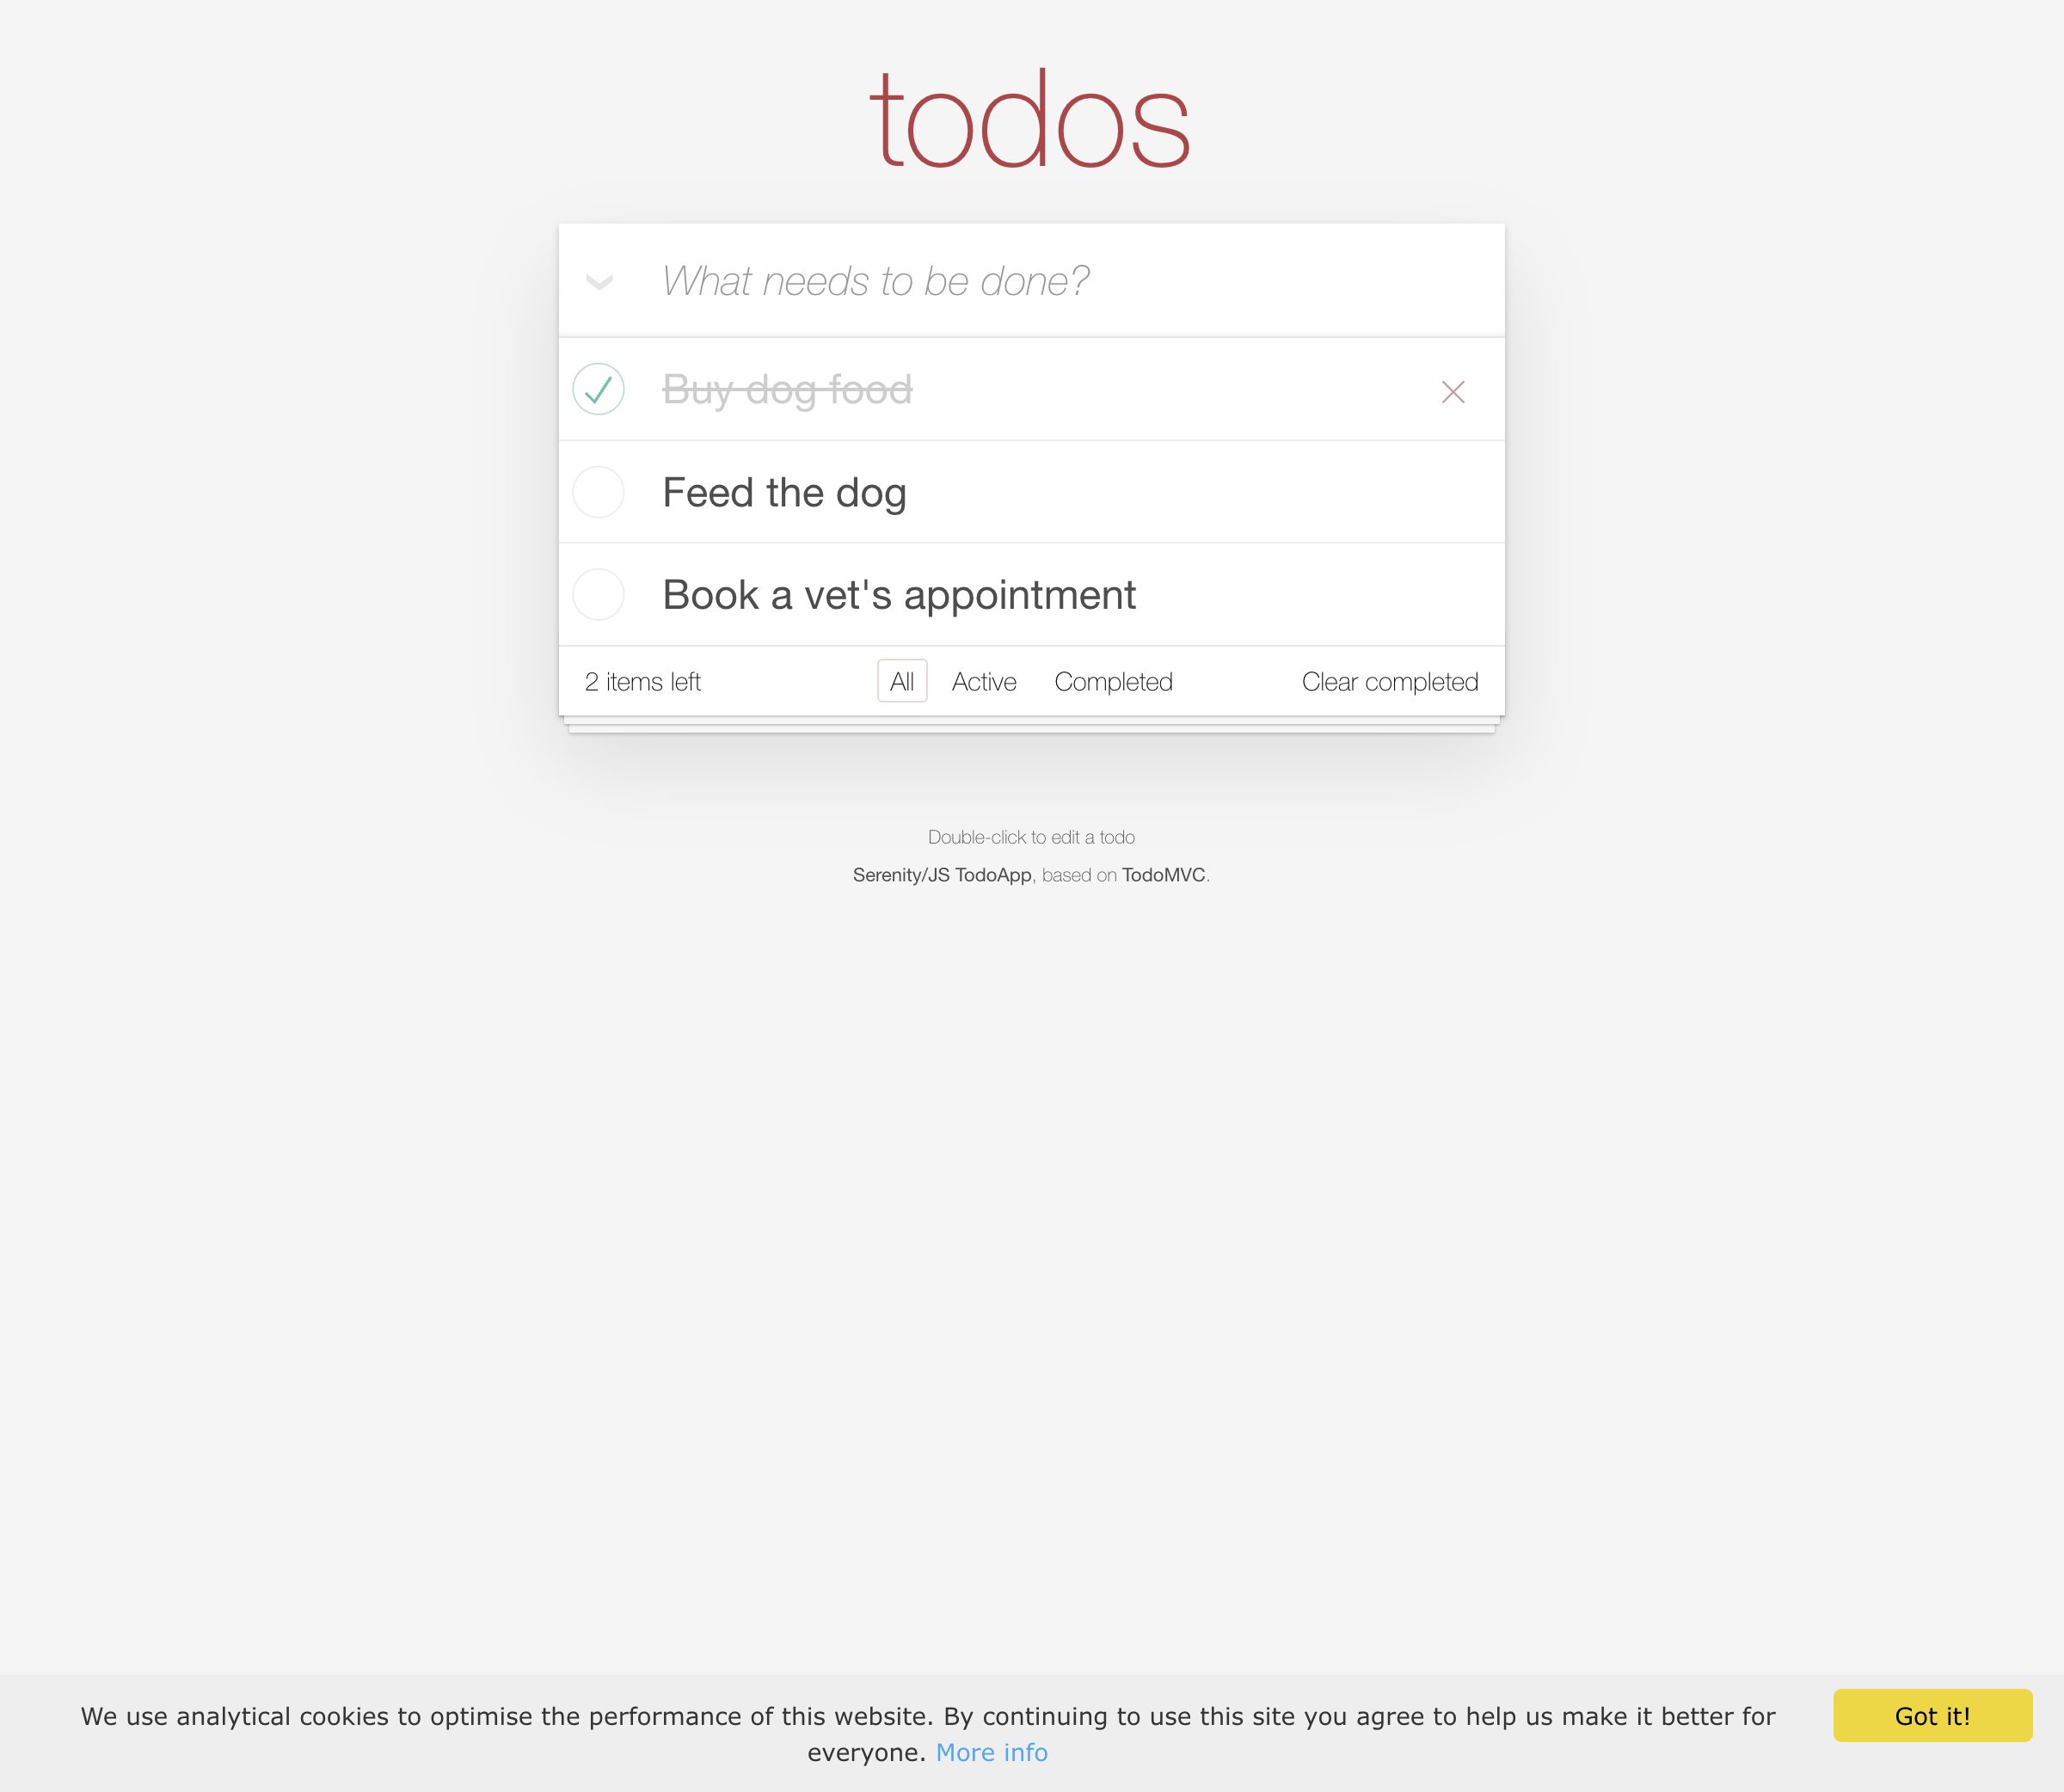 todos
What needs to be done?
Buy dog food
Feed the dog
Book a vet's appointment
2 items left All Active Completed Clear completed
Double-click to edit a todo
Serenity/JS TodoApp, based on TodoMVC.
We use analytical cookies to optimise the performance of this website. By continuing to use this site you agree to help us make it better for
everyone. More info
Got it!